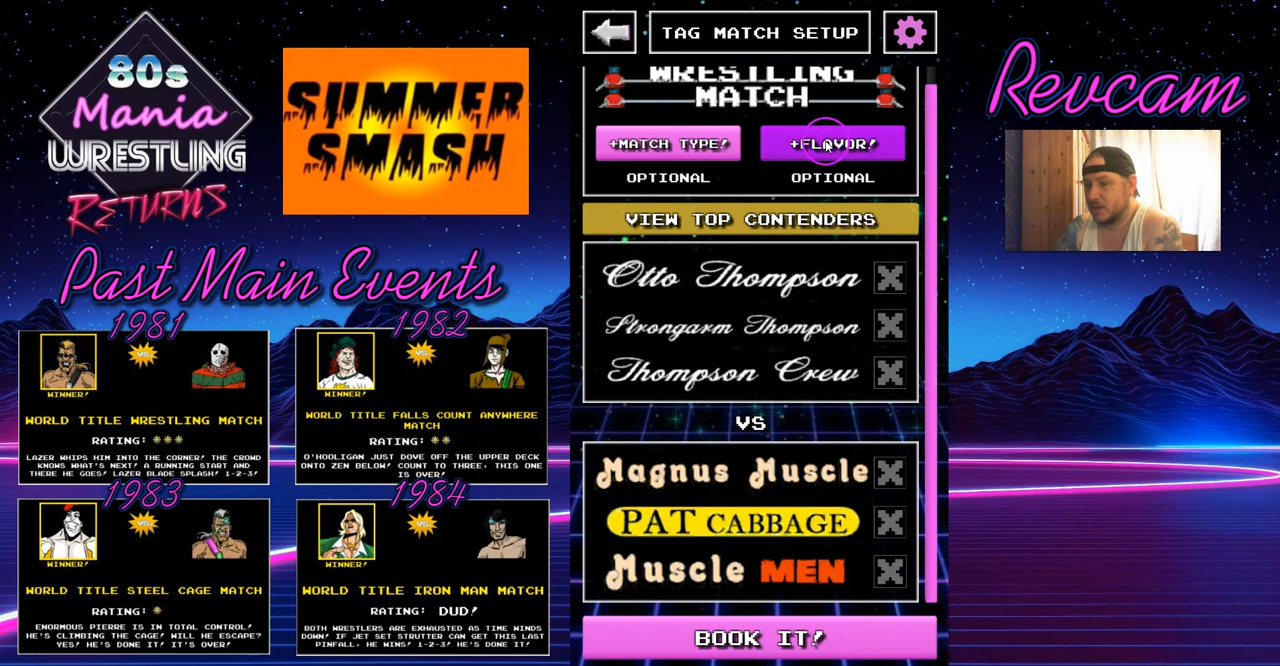 80s
Mania
WRESTLING
RETURNS
SUMMER
SMASH
Past Main Events
1981
VS
WINNER!
WORLD TITLE WRESTLING MATCH
RATING: ***
LAZER WHIPS HIM INTO THE CORNER! THE CROWD
KNOWS WHAT'S NEXT! A RUNNING START AND
THERE HE GOES! LAZER BLADE SPLASH! 1-2-3!
1982
VS
WINNER!
WORLD TITLE FALLS COUNT ANYWHERE
MATCH
RATING: **
O'HOOLIGAN JUST DOVE OFF THE UPPER DECK
ONTO ZEN BELOW! COUNT TO THREE, THIS ONE
IS OVER!
1983
VS
WINNER!
WORLD TITLE STEEL CAGE MATCH
RATING: *
ENORMOUS PIERRE IS IN TOTAL CONTROL!
HE'S CLIMBING THE CAGE! WILL HE ESCAPE?
YES! HE'S DONE IT! IT'S OVER!
1984
VS
WINNER!
WORLD TITLE IRON MAN MATCH
RATING: DUD!
BOTH WRESTLERS ARE EXHAUSTED AS TIME WINDS
DOWN! IF JET SET STRUTTER CAN GET THIS LAST
PINFALL, HE WINS! 1-2-3! HE'S DONE IT!
TAG MATCH SETUP
WRESTLING
MATCH
+MATCH TYPE!
+FLAVOR!
OPTIONAL
OPTIONAL
VIEW TOP CONTENDERS
Otto Thompson
Strongarm Thompson
Thompson Crew
VS
Magnus Muscle
PAT CABBAGE
Muscle MEN
BOOK IT!
Revcam